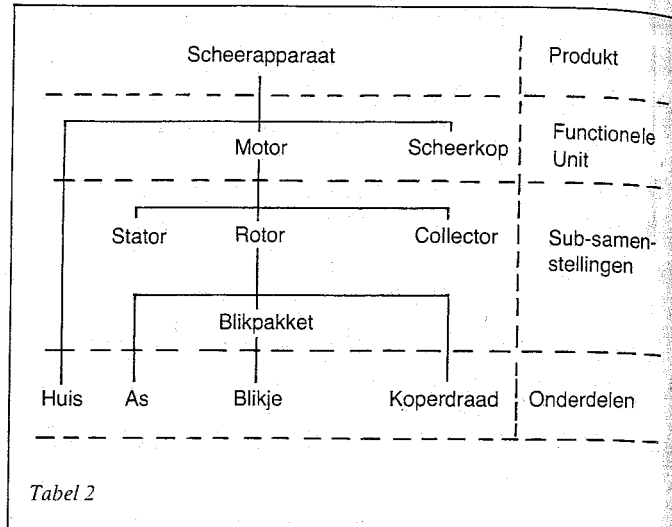 Scheerapparaat Produkt
Motor Scheerkop Functionele
Unit
Stator Rotor Collector Sub-samen-
stellingen
Blikpakket
Huis As Blikje Koperdraad Onderdelen
Tabel 2